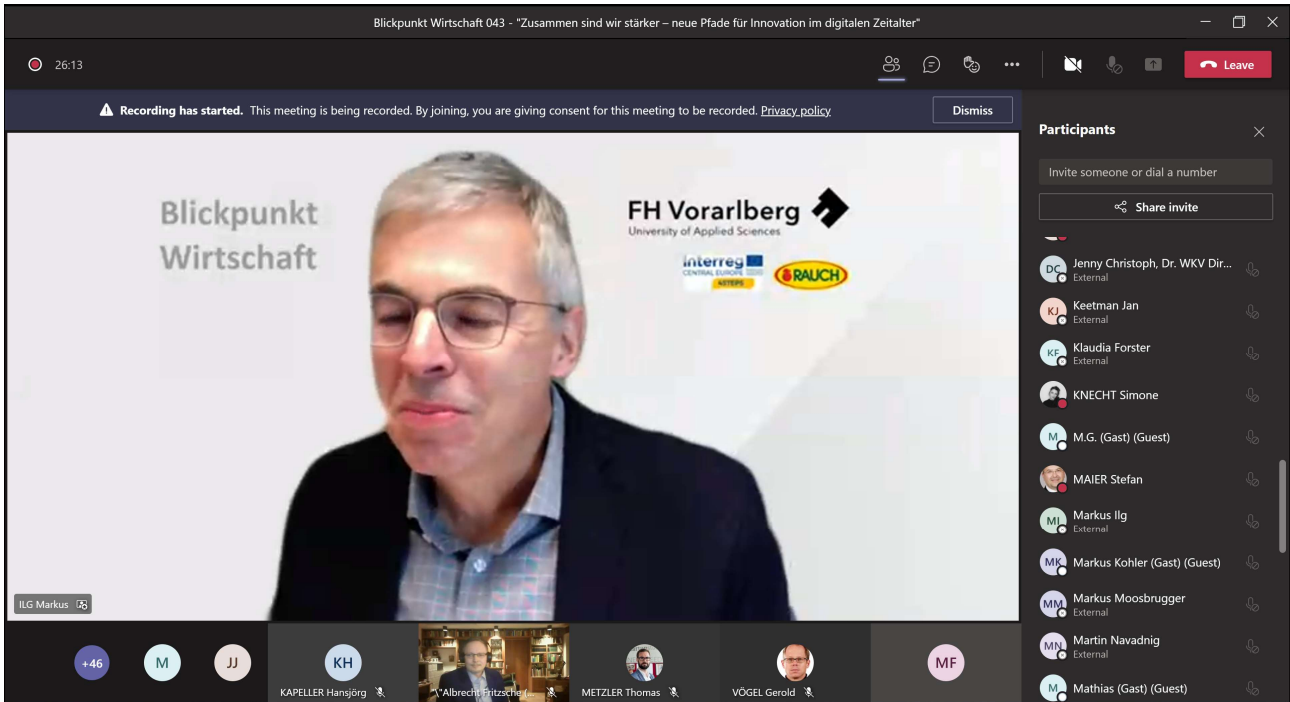 Blickpunkt Wirtschaft 043 - "Zusammen sind wir stärker – neue Pfade für Innovation im digitalen Zeitalter"
26:13
Leave
Recording has started. This meeting is being recorded. By joining, you are giving consent for this meeting to be recorded. Privacy policy
Dismiss
Blickpunkt
Wirtschaft
FH Vorarlberg
University of Applied Sciences
Interreg
CENTRAL EUROPE
4STEPS
RAUCH
ILG Markus
+46
M
JJ
KH
KAPELLER Hansjörg
"\"Albrecht Fritzsche (...
METZLER Thomas
VÖGEL Gerold
MF
Participants
Invite someone or dial a number
Share invite
DC
Jenny Christoph, Dr. WKV Dir...
External
KJ
Keetman Jan
External
KF
Klaudia Forster
External
KNECHT Simone
M
M.G. (Gast) (Guest)
MAIER Stefan
MI
Markus Ilg
External
MK
Markus Kohler (Gast) (Guest)
MM
Markus Moosbrugger
External
MN
Martin Navadnig
External
M
Mathias (Gast) (Guest)